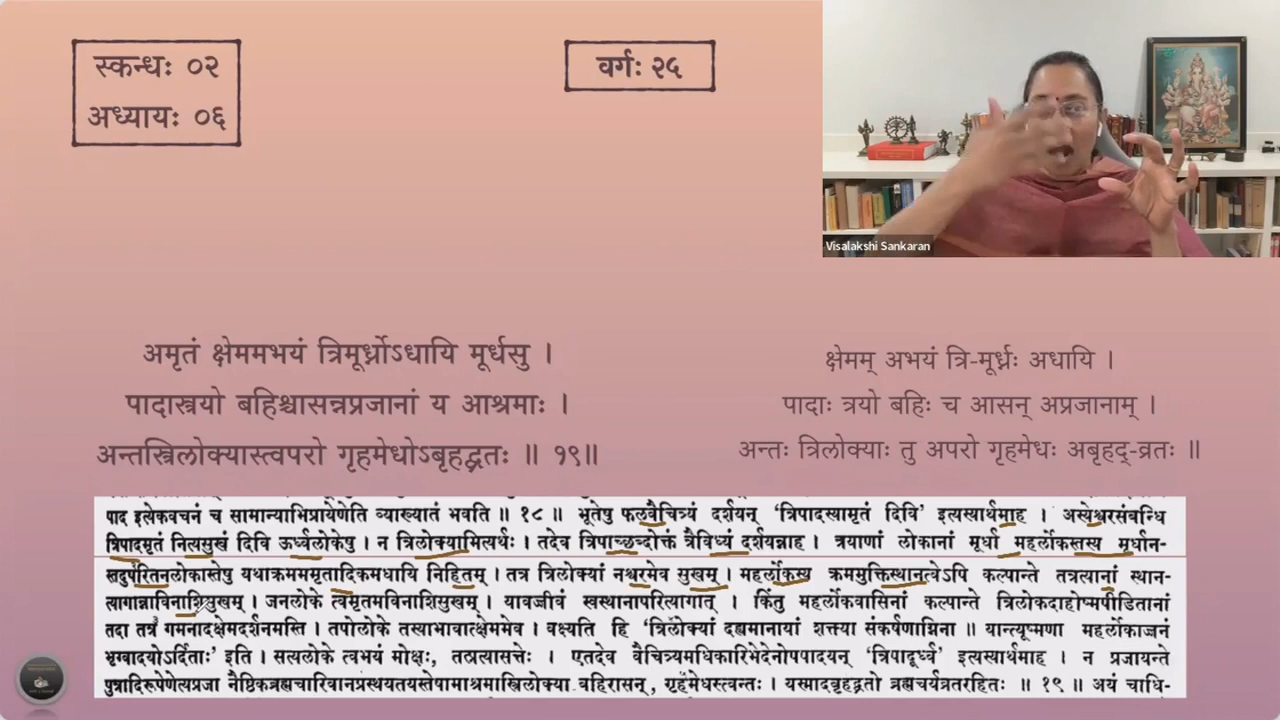 स्कन्धः ०२
अध्यायः ०६
वर्गः २५
Visalakshi Sankaran
अमृतं क्षेममभयं त्रिमूर्ध्नोऽधायि मूर्धसु ।
पादास्त्रयो बहिश्चासन्नप्रजानां य आश्रमाः ।
अन्तस्त्रिलोक्यास्त्वपरो गृहमेधोऽबृहद्व्रतः ॥ १९॥
क्षेमम् अभयं त्रि-मूर्ध्नः अधायि ।
पादाः त्रयो बहिः च आसन् अप्रजानाम् ।
अन्तः त्रिलोक्याः तु अपरो गृहमेधः अबृहद्-व्रतः ॥
पाद इत्येकवचनं च सामान्याभिप्रायेणेति व्याख्यातं भवति ॥ १८ ॥ भूतेषु फलवैचित्र्यं दर्शयन् ‘त्रिपादस्यामृतं दिवि’ इत्यस्यार्थमाह । अस्येश्वरसंबन्धि
त्रिपादमृतं नित्यसुखं दिवि ऊर्ध्वलोकेषु । न त्रिलोक्यामित्यर्थः । तदेव त्रिपाच्छब्दोक्तं त्रैविध्यं दर्शयन्नाह । त्रयाणां लोकानां मूर्धा महर्लोकस्तस्य मूर्धान-
स्तदुपरितनलोकास्तेषु यथाक्रमममृतादिकमधायि निहितम् । तत्र त्रिलोक्यां नश्वरमेव सुखम् । महर्लोकस्य क्रममुक्तिस्थानत्वेऽपि कल्पान्ते तत्रत्यानां स्थान-
त्यागान्नाविनाशिसुखम् । जनलोके त्वमृतमविनाशिसुखम् । यावज्जीवं स्वस्थानापरित्यागात् । किंतु महर्लोकवासिनां कल्पान्ते त्रिलोकदाहोष्मपीडितानां
तदा तत्र गमनादक्षेमदर्शनमस्ति । तपोलोके तस्याभावात्क्षेममेव । वक्ष्यति हि ‘त्रिलोक्यां दह्यमानायां शक्त्या संकर्षणाग्निना ॥ यान्त्यूष्मणा महर्लोकाज्जनं
भृग्वादयोऽर्दिताः’ इति । सत्यलोके त्वभयं मोक्षः, तत्प्रत्यासत्तेः । एतदेव वैचित्र्यमधिकारिभेदेनोपपादयन् ‘त्रिपादूर्ध्व’ इत्यस्यार्थमाह । न प्रजायन्ते
पुत्रादिरूपेणेत्यप्रजा नैष्ठिकब्रह्मचारिवानप्रस्थयतयस्तेषामाश्रमास्त्रिलोक्या बहिरासन्, गृहमेधस्त्वन्तः । यस्मादबृहद्व्रतो ब्रह्मचर्यव्रतरहितः ॥ १९ ॥ अयं चाधि-